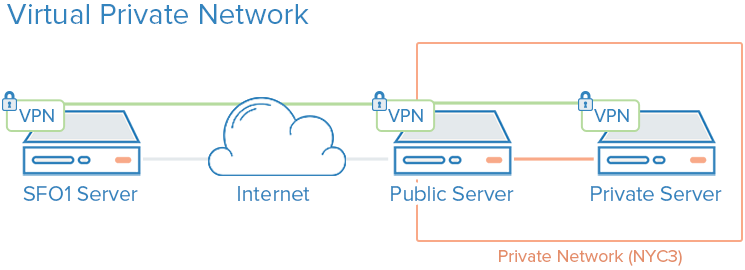 Virtual Private Network
VPN
VPN
VPN
SFO1 Server
Internet
Public Server
Private Server
Private Network (NYC3)